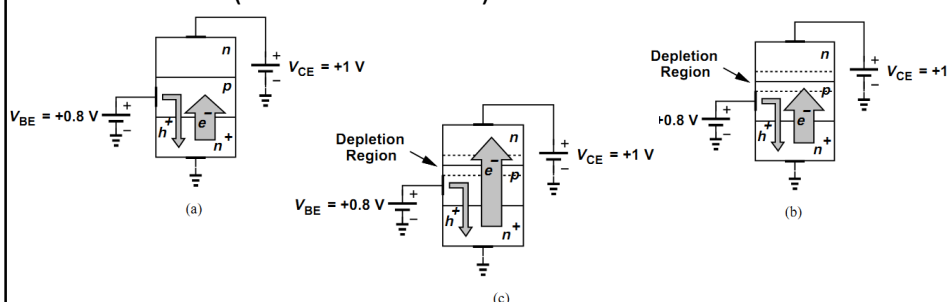 n
+
V_CE = +1 V
−
p
V_BE = +0.8 V
+
−
h+
e−
n+
(a)
Depletion
Region
n
+
V_CE = +1 V
−
e−
p
V_BE = +0.8 V
+
−
h+
n+
(c)
Depletion
Region
n
+
V_CE = +1
−
p
+0.8 V
+
−
h+
e−
n+
(b)